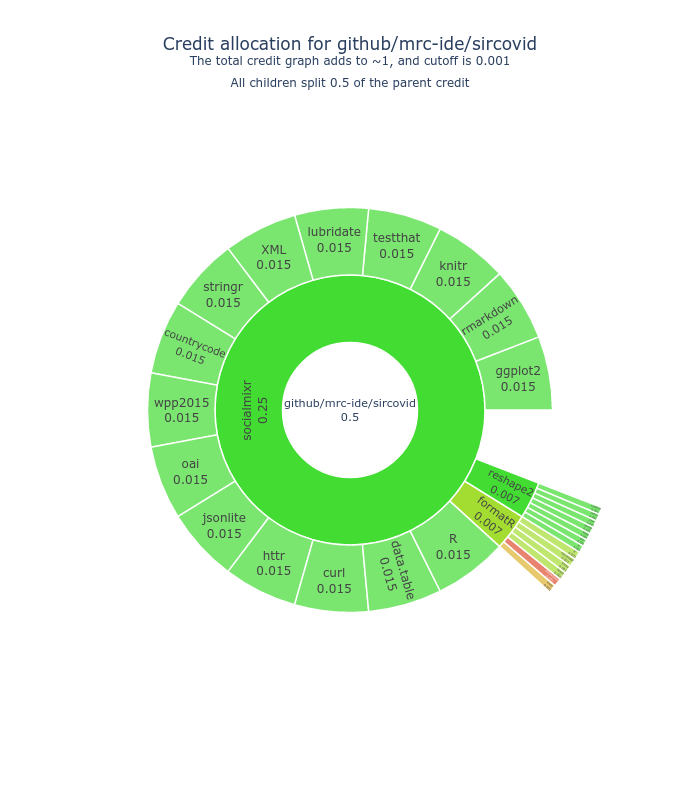 Credit allocation for github/mrc-ide/sircovid
The total credit graph adds to ~1, and cutoff is 0.001
All children split 0.5 of the parent credit
github/mrc-ide/sircovid
0.5
socialmixr
0.25
ggplot2
0.015
rmarkdown
0.015
knitr
0.015
testthat
0.015
lubridate
0.015
XML
0.015
stringr
0.015
countrycode
0.015
wpp2015
0.015
oai
0.015
jsonlite
0.015
httr
0.015
curl
0.015
data.table
0.015
R
0.015
formatR
0.007
reshape2
0.007